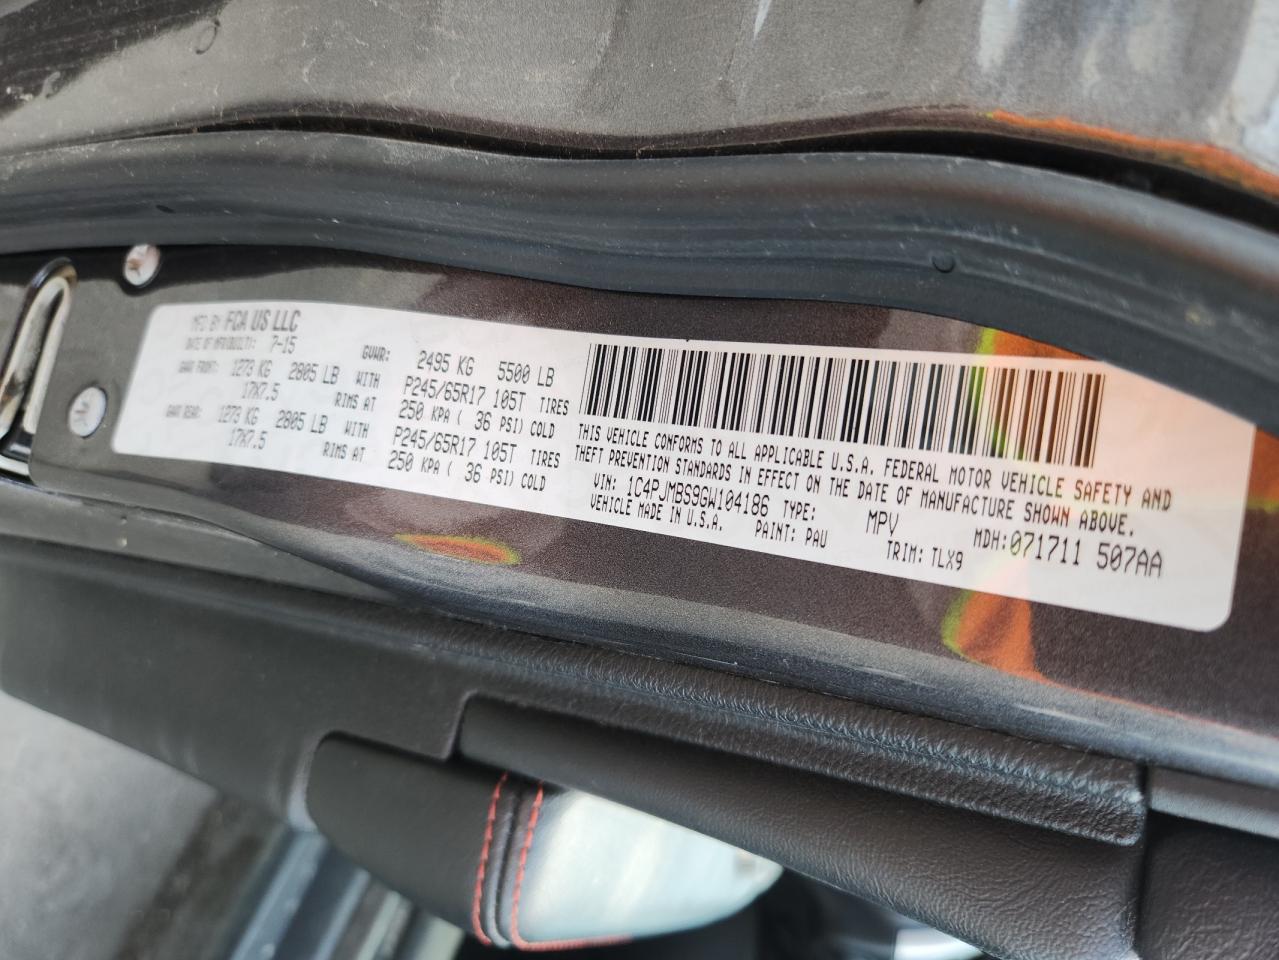 MFD BY FCA US LLC
DATE OF MFR(BUILT): 7-15 GVWR: 2495 KG 5500 LB
GAWR FRONT: 1273 KG 2805 LB WITH P245/65R17 105T TIRES
17X7.5 RIMS AT 250 KPA ( 36 PSI) COLD
GAWR REAR: 1273 KG 2805 LB WITH P245/65R17 105T TIRES
17X7.5 RIMS AT 250 KPA ( 36 PSI) COLD
THIS VEHICLE CONFORMS TO ALL APPLICABLE U.S.A. FEDERAL MOTOR VEHICLE SAFETY AND
THEFT PREVENTION STANDARDS IN EFFECT ON THE DATE OF MANUFACTURE SHOWN ABOVE.
VIN: 1C4PJMBS9GW104186 TYPE: MPV MDH:071711 507AA
VEHICLE MADE IN U.S.A. PAINT: PAU TRIM: TLX9